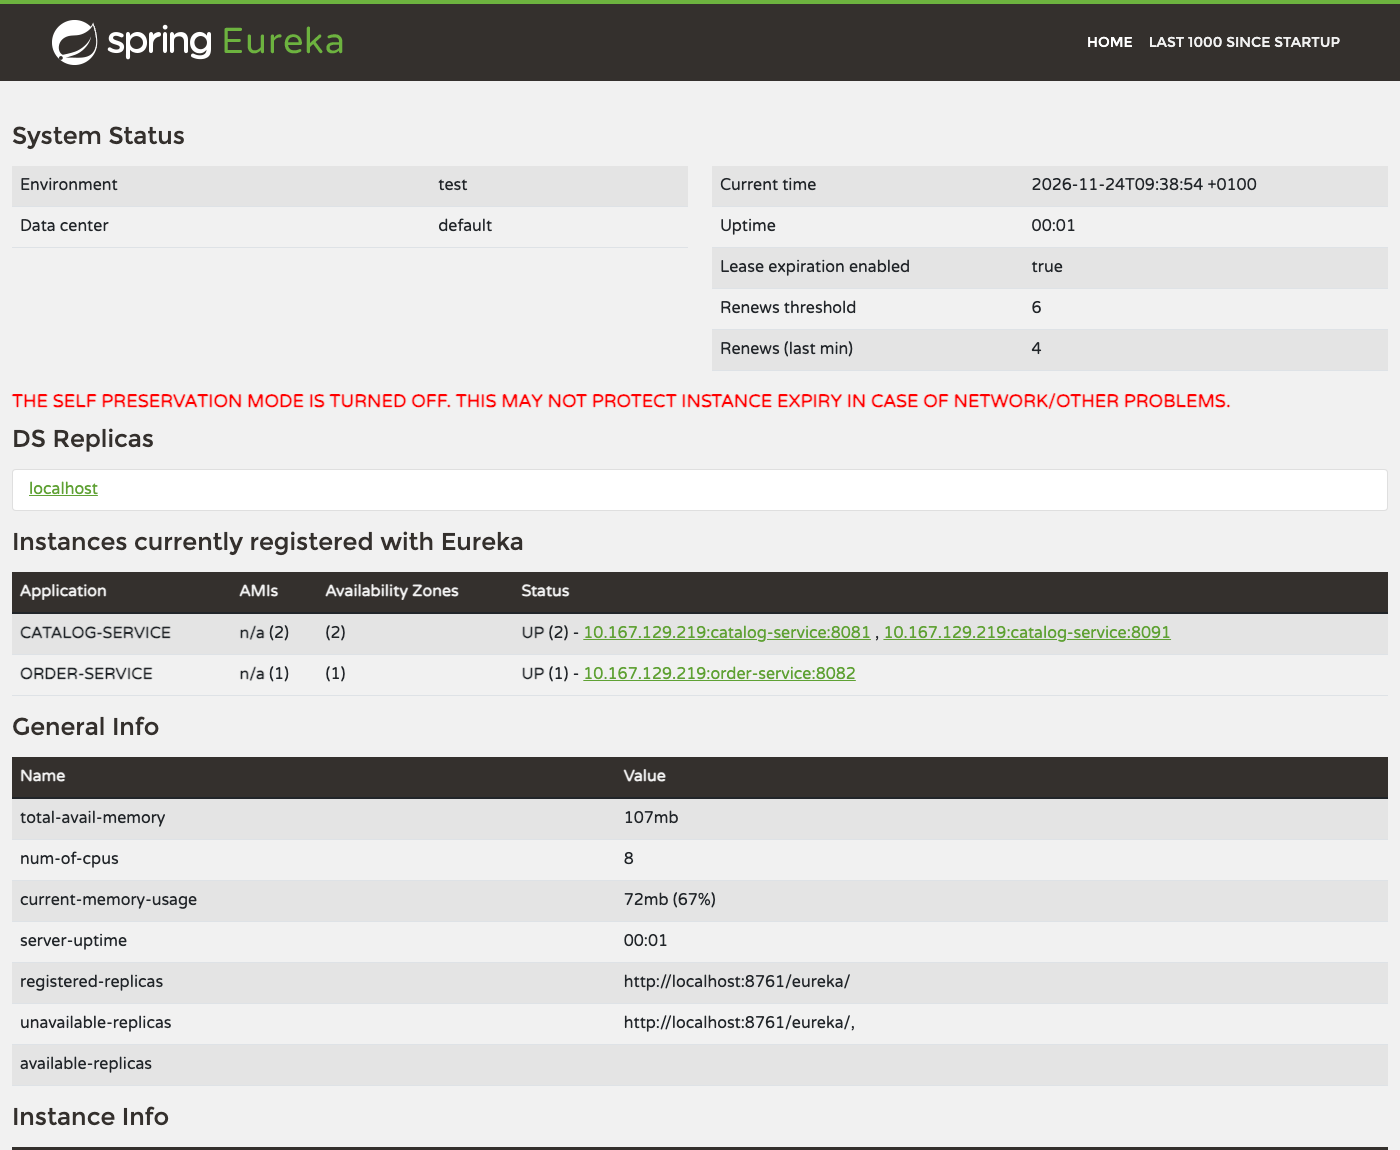 spring Eureka
HOME LAST 1000 SINCE STARTUP
System Status
Environment test
Data center default
Current time 2026-11-24T09:38:54 +0100
Uptime 00:01
Lease expiration enabled true
Renews threshold 6
Renews (last min) 4
THE SELF PRESERVATION MODE IS TURNED OFF. THIS MAY NOT PROTECT INSTANCE EXPIRY IN CASE OF NETWORK/OTHER PROBLEMS.
DS Replicas
localhost
Instances currently registered with Eureka
Application AMIs Availability Zones Status
CATALOG-SERVICE n/a (2) (2) UP (2) - 10.167.129.219:catalog-service:8081 , 10.167.129.219:catalog-service:8091
ORDER-SERVICE n/a (1) (1) UP (1) - 10.167.129.219:order-service:8082
General Info
Name Value
total-avail-memory 107mb
num-of-cpus 8
current-memory-usage 72mb (67%)
server-uptime 00:01
registered-replicas http://localhost:8761/eureka/
unavailable-replicas http://localhost:8761/eureka/,
available-replicas
Instance Info